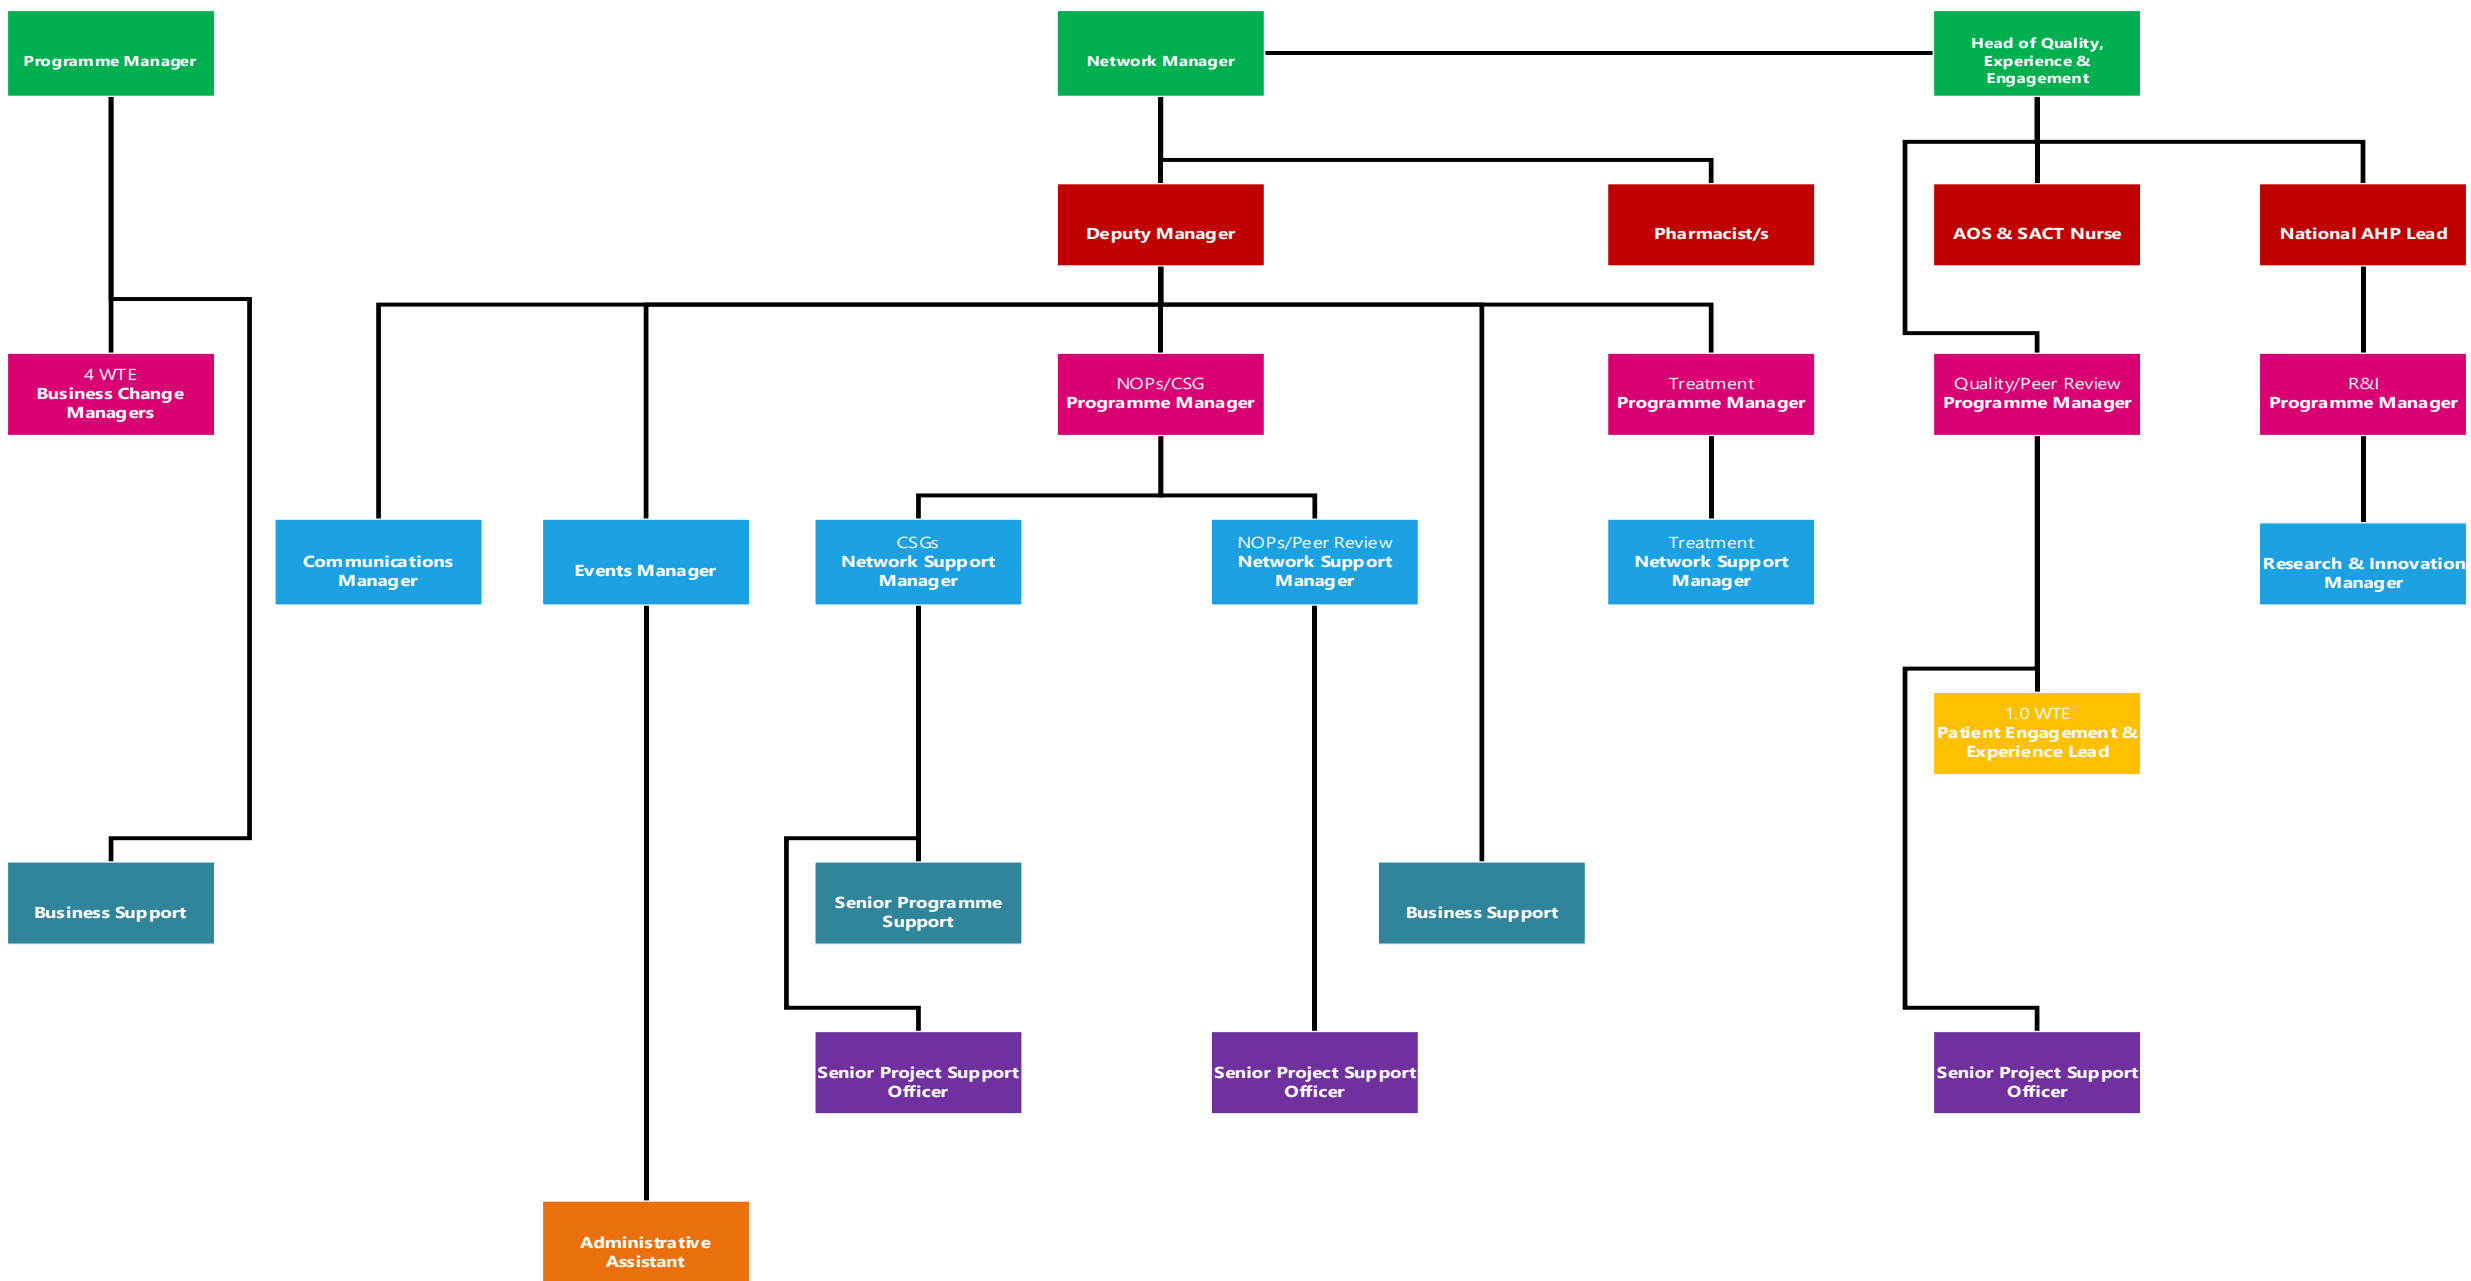 Programme Manager
Network Manager
Head of Quality,
Experience &
Engagement
Deputy Manager
Pharmacist/s
AOS & SACT Nurse
National AHP Lead
4 WTE
Business Change
Managers
NOPs/CSG
Programme Manager
Treatment
Programme Manager
Quality/Peer Review
Programme Manager
R&I
Programme Manager
Communications
Manager
Events Manager
CSGs
Network Support
Manager
NOPs/Peer Review
Network Support
Manager
Treatment
Network Support
Manager
Research & Innovation
Manager
1.0 WTE
Patient Engagement &
Experience Lead
Business Support
Senior Programme
Support
Business Support
Senior Project Support
Officer
Senior Project Support
Officer
Senior Project Support
Officer
Administrative
Assistant